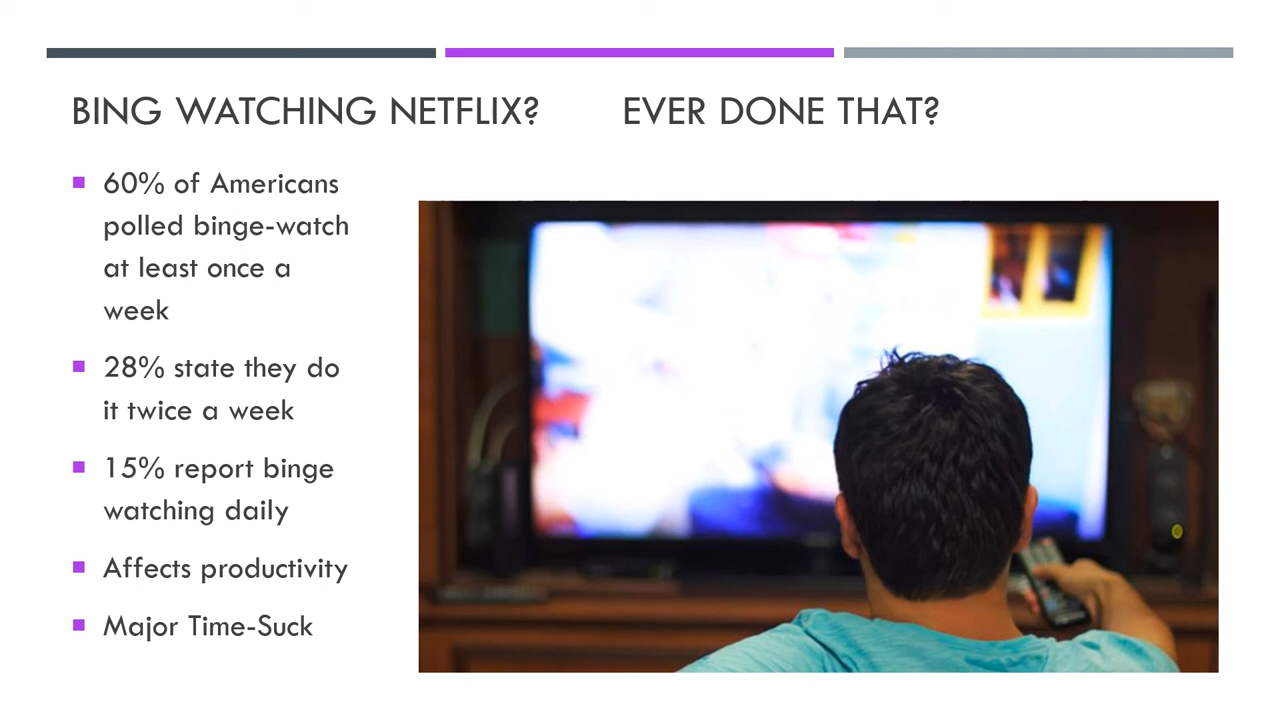 BING WATCHING NETFLIX? EVER DONE THAT?
60% of Americans
polled binge-watch
at least once a
week
28% state they do
it twice a week
15% report binge
watching daily
Affects productivity
Major Time-Suck